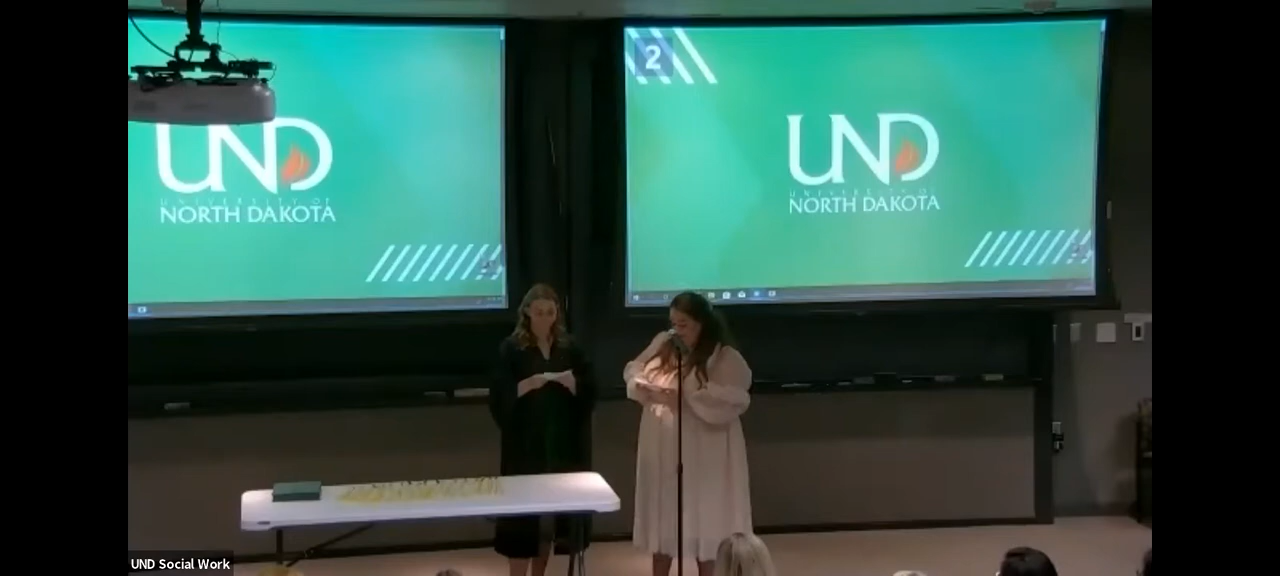 UND
UNIVERSITY OF
NORTH DAKOTA
2
UND
UNIVERSITY OF
NORTH DAKOTA
UND Social Work